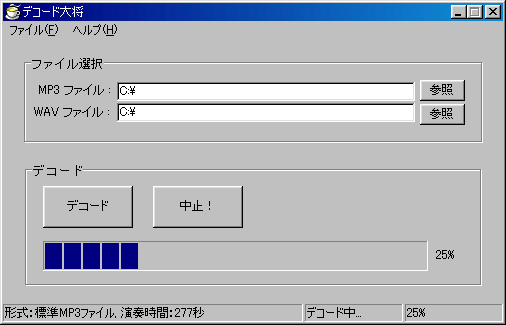 デコード大将
ファイル(F) ヘルプ(H)
ファイル選択
MP3 ファイル： C:¥ 参照
WAV ファイル： C:¥ 参照
デコード
デコード 中止！
25%
形式：標準MP3ファイル, 演奏時間：277秒 デコード中... 25%